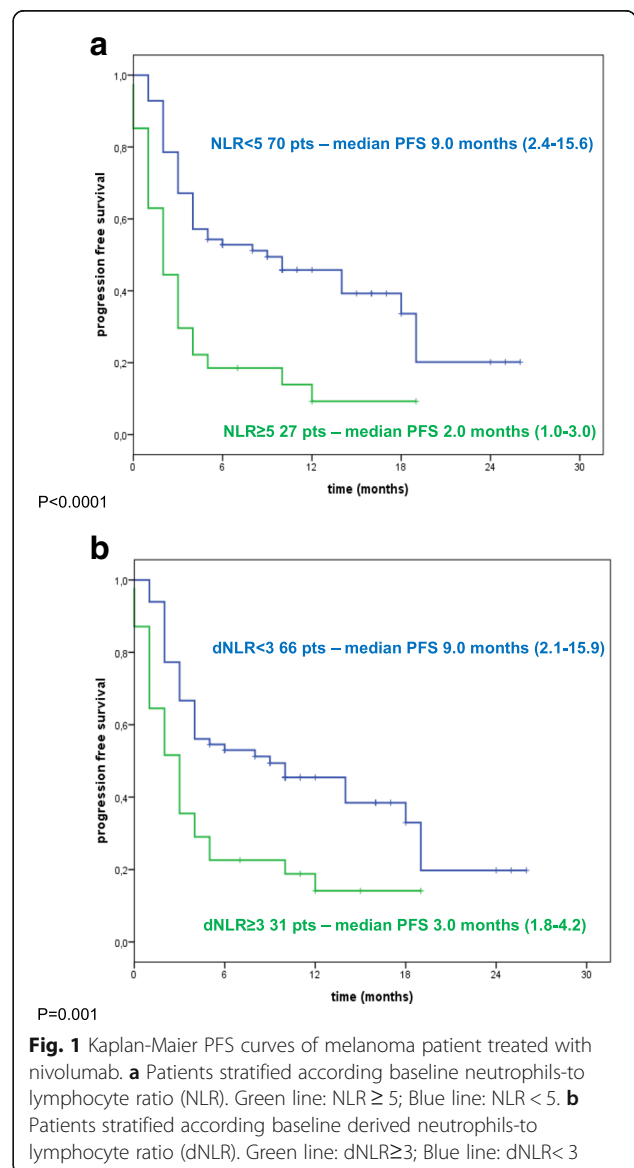 a
1,0
0,8
0,6
0,4
0,2
0,0
progression free survival
NLR<5 70 pts – median PFS 9.0 months (2.4-15.6)
NLR≥5 27 pts – median PFS 2.0 months (1.0-3.0)
0 6 12 18 24 30
time (months)
P<0.0001
b
1,0
0,8
0,6
0,4
0,2
0,0
progression free survival
dNLR<3 66 pts – median PFS 9.0 months (2.1-15.9)
dNLR≥3 31 pts – median PFS 3.0 months (1.8-4.2)
0 6 12 18 24 30
time (months)
P=0.001
Fig. 1 Kaplan-Maier PFS curves of melanoma patient treated with
nivolumab. a Patients stratified according baseline neutrophils-to
lymphocyte ratio (NLR). Green line: NLR ≥ 5; Blue line: NLR < 5. b
Patients stratified according baseline derived neutrophils-to
lymphocyte ratio (dNLR). Green line: dNLR≥3; Blue line: dNLR< 3